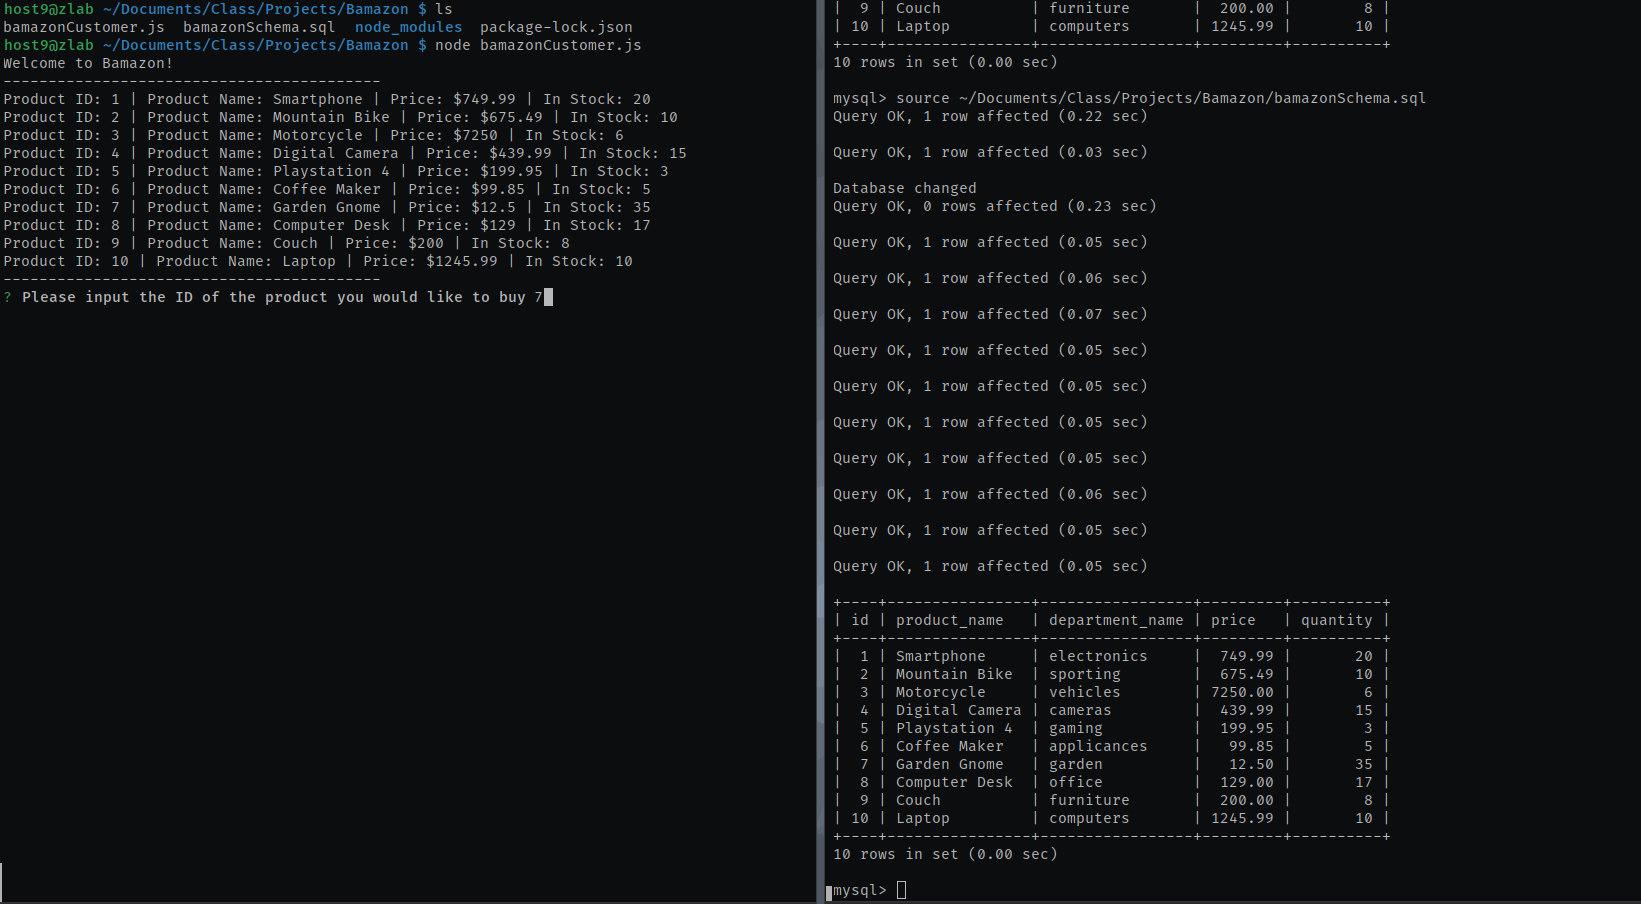 host9@zlab ~/Documents/Class/Projects/Bamazon $ ls
bamazonCustomer.js  bamazonSchema.sql  node_modules  package-lock.json
host9@zlab ~/Documents/Class/Projects/Bamazon $ node bamazonCustomer.js
Welcome to Bamazon!
------------------------------------------
Product ID: 1 | Product Name: Smartphone | Price: $749.99 | In Stock: 20
Product ID: 2 | Product Name: Mountain Bike | Price: $675.49 | In Stock: 10
Product ID: 3 | Product Name: Motorcycle | Price: $7250 | In Stock: 6
Product ID: 4 | Product Name: Digital Camera | Price: $439.99 | In Stock: 15
Product ID: 5 | Product Name: Playstation 4 | Price: $199.95 | In Stock: 3
Product ID: 6 | Product Name: Coffee Maker | Price: $99.85 | In Stock: 5
Product ID: 7 | Product Name: Garden Gnome | Price: $12.5 | In Stock: 35
Product ID: 8 | Product Name: Computer Desk | Price: $129 | In Stock: 17
Product ID: 9 | Product Name: Couch | Price: $200 | In Stock: 8
Product ID: 10 | Product Name: Laptop | Price: $1245.99 | In Stock: 10
------------------------------------------
? Please input the ID of the product you would like to buy 7
|  9 | Couch          | furniture       |  200.00 |        8 |
| 10 | Laptop         | computers       | 1245.99 |       10 |
+----+----------------+-----------------+---------+----------+
10 rows in set (0.00 sec)
mysql> source ~/Documents/Class/Projects/Bamazon/bamazonSchema.sql
Query OK, 1 row affected (0.22 sec)
Query OK, 1 row affected (0.03 sec)
Database changed
Query OK, 0 rows affected (0.23 sec)
Query OK, 1 row affected (0.05 sec)
Query OK, 1 row affected (0.06 sec)
Query OK, 1 row affected (0.07 sec)
Query OK, 1 row affected (0.05 sec)
Query OK, 1 row affected (0.05 sec)
Query OK, 1 row affected (0.05 sec)
Query OK, 1 row affected (0.05 sec)
Query OK, 1 row affected (0.06 sec)
Query OK, 1 row affected (0.05 sec)
Query OK, 1 row affected (0.05 sec)
+----+----------------+-----------------+---------+----------+
| id | product_name   | department_name | price   | quantity |
+----+----------------+-----------------+---------+----------+
|  1 | Smartphone     | electronics     |  749.99 |       20 |
|  2 | Mountain Bike  | sporting        |  675.49 |       10 |
|  3 | Motorcycle     | vehicles        | 7250.00 |        6 |
|  4 | Digital Camera | cameras         |  439.99 |       15 |
|  5 | Playstation 4  | gaming          |  199.95 |        3 |
|  6 | Coffee Maker   | applicances     |   99.85 |        5 |
|  7 | Garden Gnome   | garden          |   12.50 |       35 |
|  8 | Computer Desk  | office          |  129.00 |       17 |
|  9 | Couch          | furniture       |  200.00 |        8 |
| 10 | Laptop         | computers       | 1245.99 |       10 |
+----+----------------+-----------------+---------+----------+
10 rows in set (0.00 sec)
mysql>